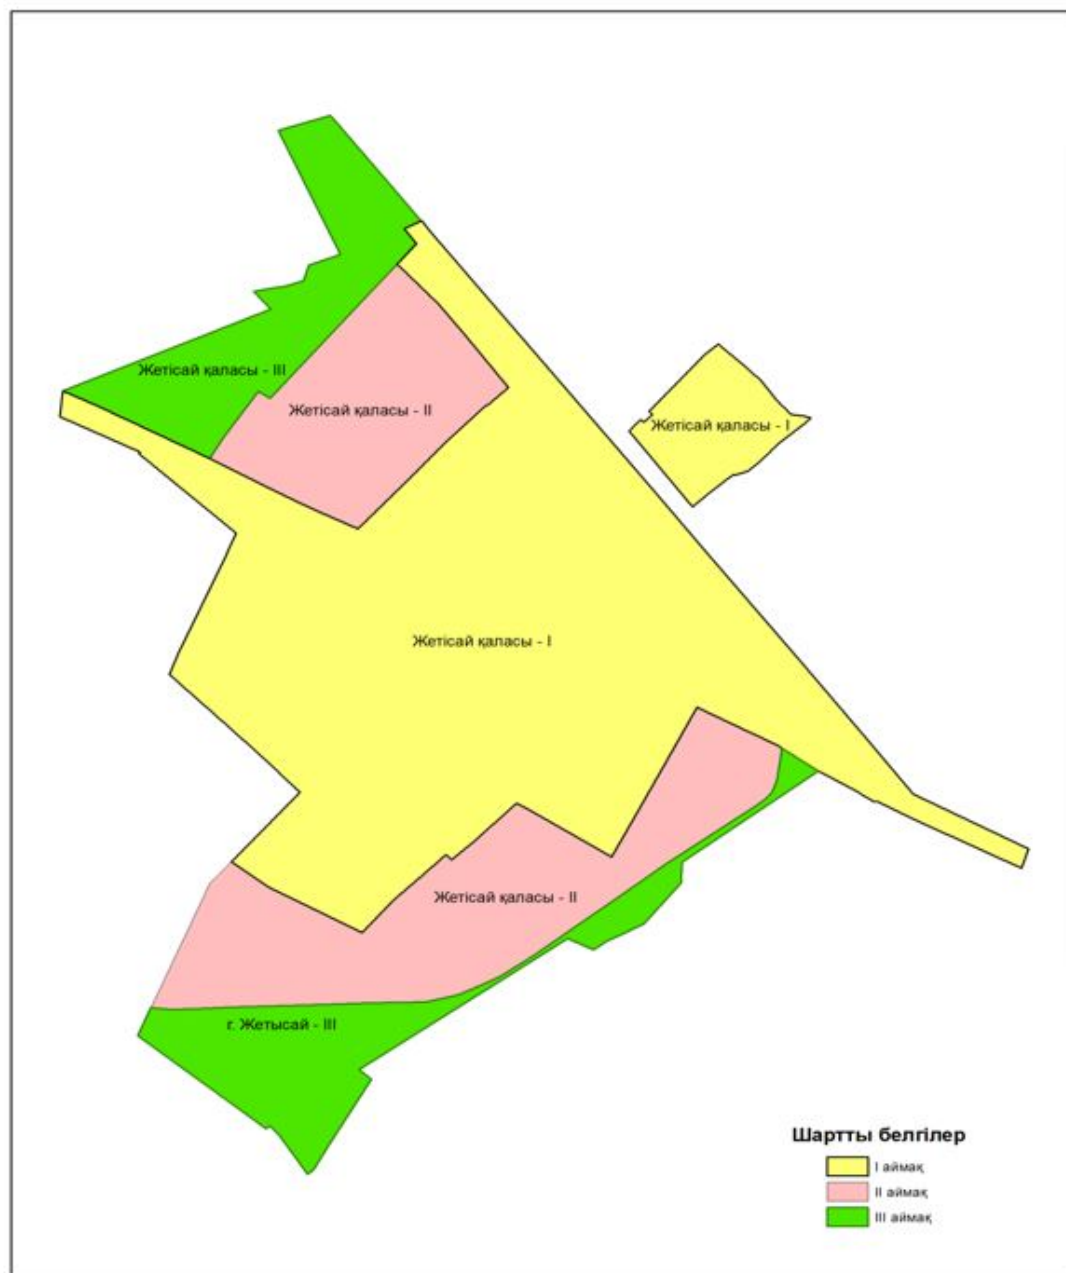 Жетісай қаласы - III
Жетісай қаласы - II
Жетісай қаласы - I
Жетісай қаласы - I
Жетісай қаласы - II
г. Жетысай - III
Шартты белгілер
I аймақ
II аймақ
III аймақ